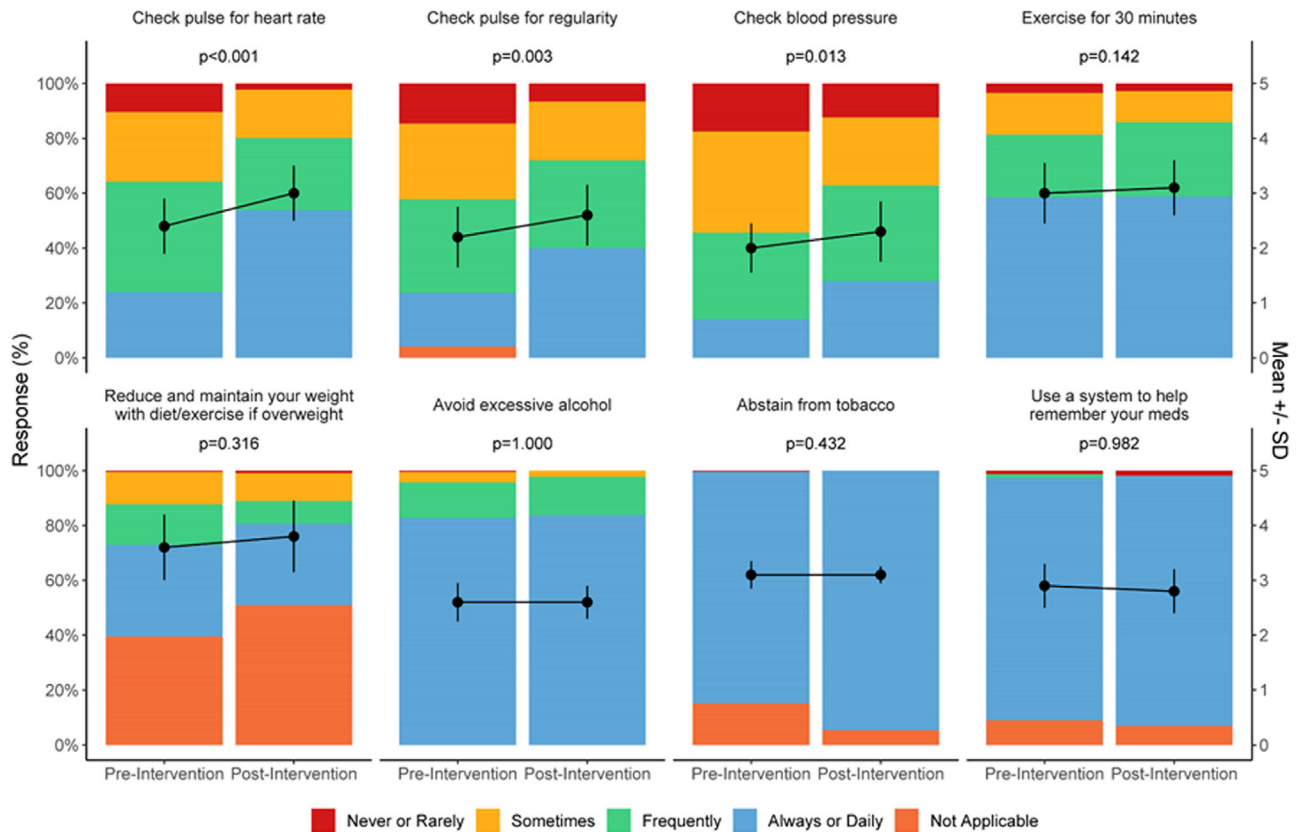 Check pulse for heart rate
Check pulse for regularity
Check blood pressure
Exercise for 30 minutes
p<0.001
p=0.003
p=0.013
p=0.142
100%
80%
60%
40%
20%
0%
5
4
3
2
1
0
Response (%)
Mean +/- SD
Reduce and maintain your weight
with diet/exercise if overweight
Avoid excessive alcohol
Abstain from tobacco
Use a system to help
remember your meds
p=0.316
p=1.000
p=0.432
p=0.982
100%
80%
60%
40%
20%
0%
5
4
3
2
1
0
Pre-Intervention Post-Intervention
Pre-Intervention Post-Intervention
Pre-Intervention Post-Intervention
Pre-Intervention Post-Intervention
Never or Rarely
Sometimes
Frequently
Always or Daily
Not Applicable